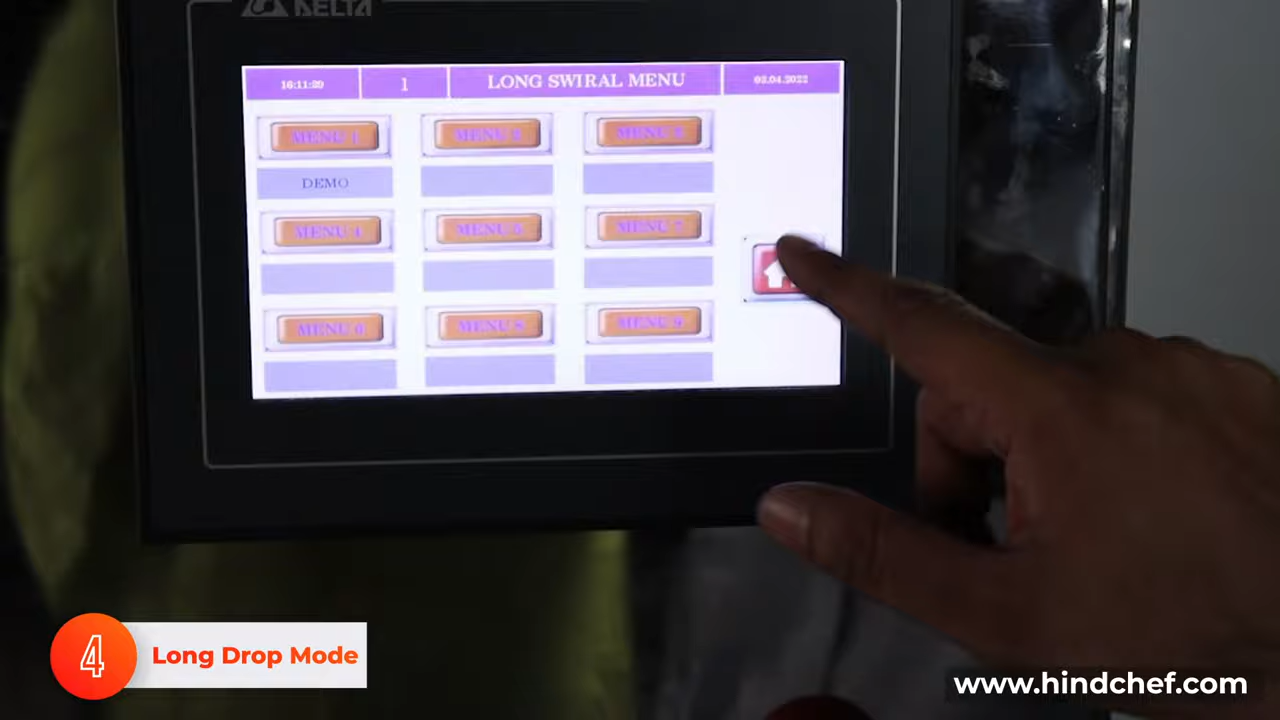 DELTA
16:11:29 1 LONG SWIRAL MENU 02.04.2022
MENU 1 MENU 2 MENU 3
DEMO
MENU 4 MENU 5 MENU 7
MENU 6 MENU 8 MENU 9
4 Long Drop Mode
www.hindchef.com